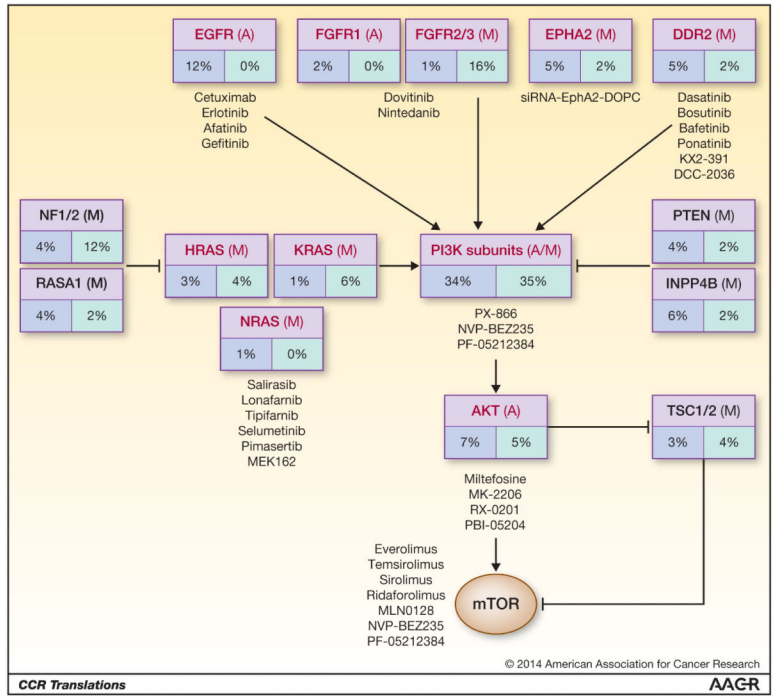 EGFR (A)
12% 0%
Cetuximab
Erlotinib
Afatinib
Gefitinib
FGFR1 (A)
2% 0%
FGFR2/3 (M)
1% 16%
Dovitinib
Nintedanib
EPHA2 (M)
5% 2%
siRNA-EphA2-DOPC
DDR2 (M)
5% 2%
Dasatinib
Bosutinib
Bafetinib
Ponatinib
KX2-391
DCC-2036
NF1/2 (M)
4% 12%
RASA1 (M)
4% 2%
HRAS (M)
3% 4%
KRAS (M)
1% 6%
NRAS (M)
1% 0%
Salirasib
Lonafarnib
Tipifarnib
Selumetinib
Pimasertib
MEK162
PI3K subunits (A/M)
34% 35%
PX-866
NVP-BEZ235
PF-05212384
PTEN (M)
4% 2%
INPP4B (M)
6% 2%
AKT (A)
7% 5%
Miltefosine
MK-2206
RX-0201
PBI-05204
TSC1/2 (M)
3% 4%
Everolimus
Temsirolimus
Sirolimus
Ridaforolimus
MLN0128
NVP-BEZ235
PF-05212384
mTOR
© 2014 American Association for Cancer Research
CCR Translations
AACR